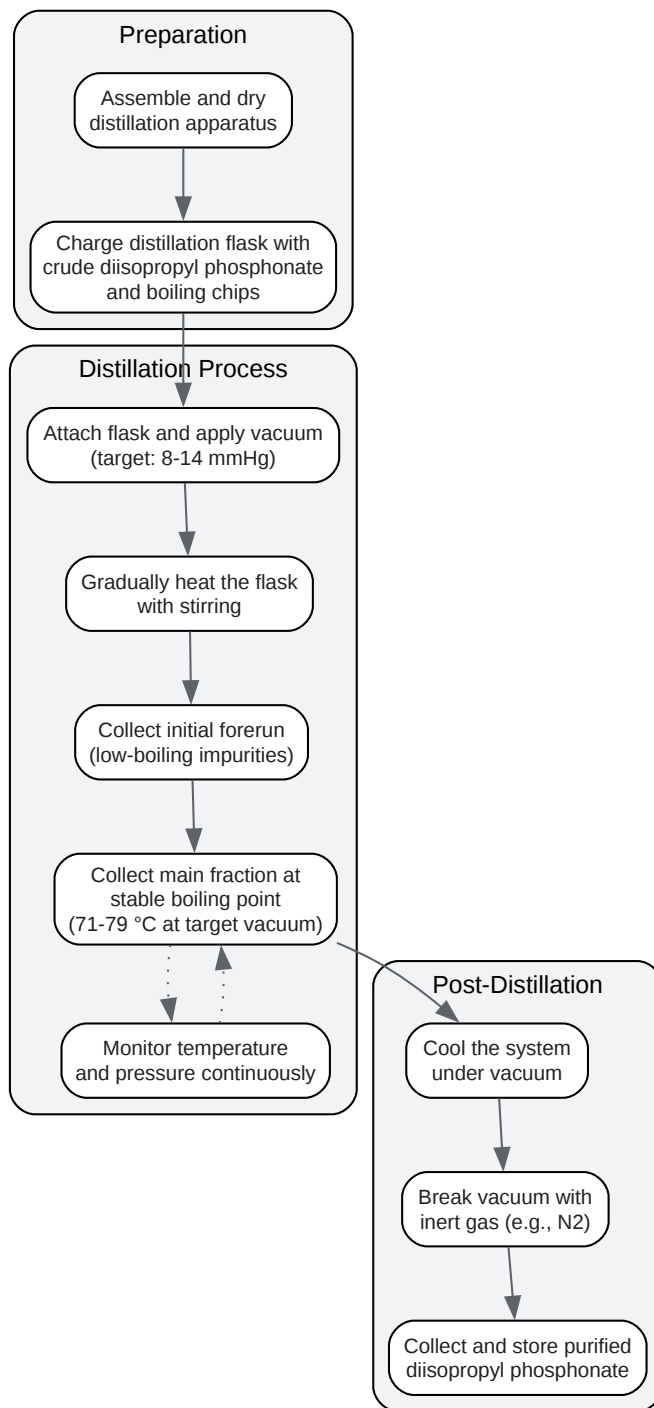 Preparation
Assemble and dry
distillation apparatus
Charge distillation flask with
crude diisopropyl phosphonate
and boiling chips
Distillation Process
Attach flask and apply vacuum
(target: 8-14 mmHg)
Gradually heat the flask
with stirring
Collect initial forerun
(low-boiling impurities)
Collect main fraction at
stable boiling point
(71-79 °C at target vacuum)
Monitor temperature
and pressure continuously
Post-Distillation
Cool the system
under vacuum
Break vacuum with
inert gas (e.g., N2)
Collect and store purified
diisopropyl phosphonate